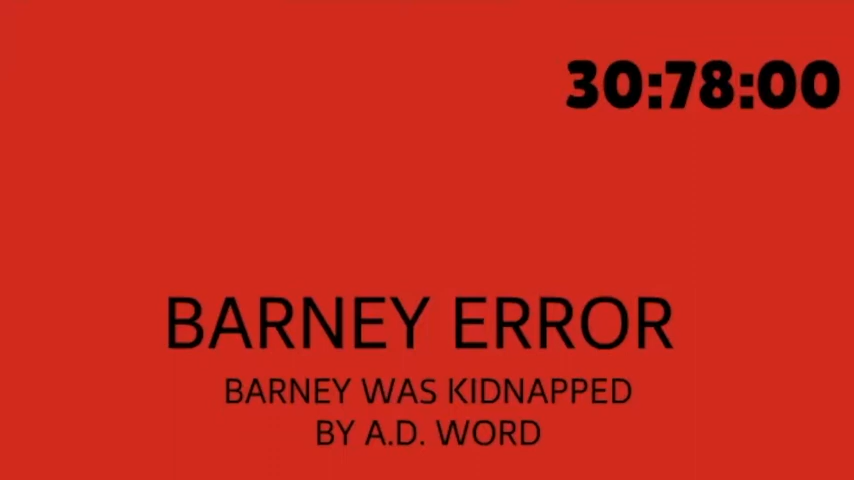 30:78:00
BARNEY ERROR
BARNEY WAS KIDNAPPED
BY A.D. WORD